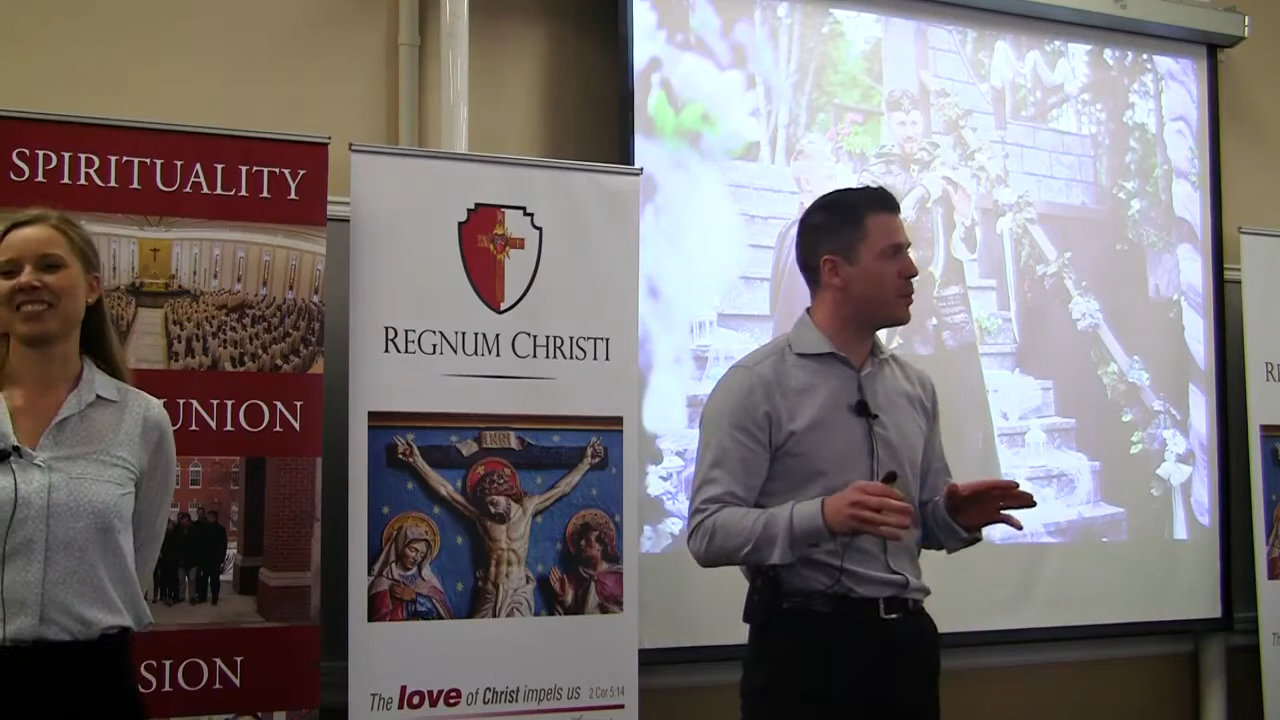 SPIRITUALITY
UNION
SION
REGNUM CHRISTI
INRI
The love of Christ impels us 2 Cor 5:14